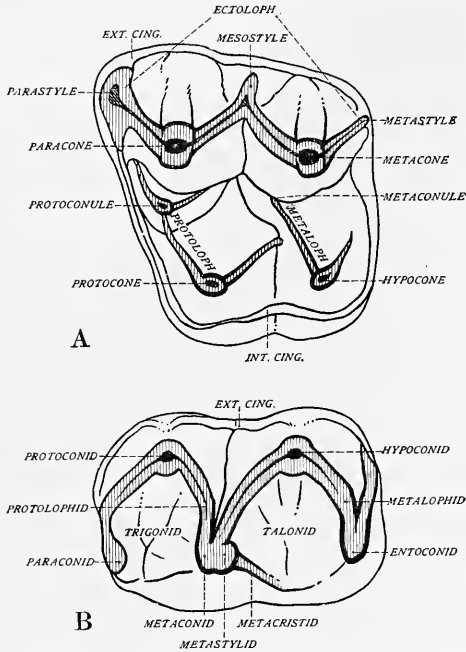 ECTOLOPH
EXT. CING.
MESOSTYLE
PARASTYLE
METASTYLE
PARACONE
METACONE
PROTOCONULE
METACONULE
PROTOLOPH
METALOPH
PROTOCONE
HYPOCONE
A
INT. CING.
EXT. CING.
PROTOCONID
HYPOCONID
PROTOLOPHID
METALOPHID
TRIGONID
TALONID
PARACONID
ENTOCONID
B
METACONID
METACRISTID
METASTYLID